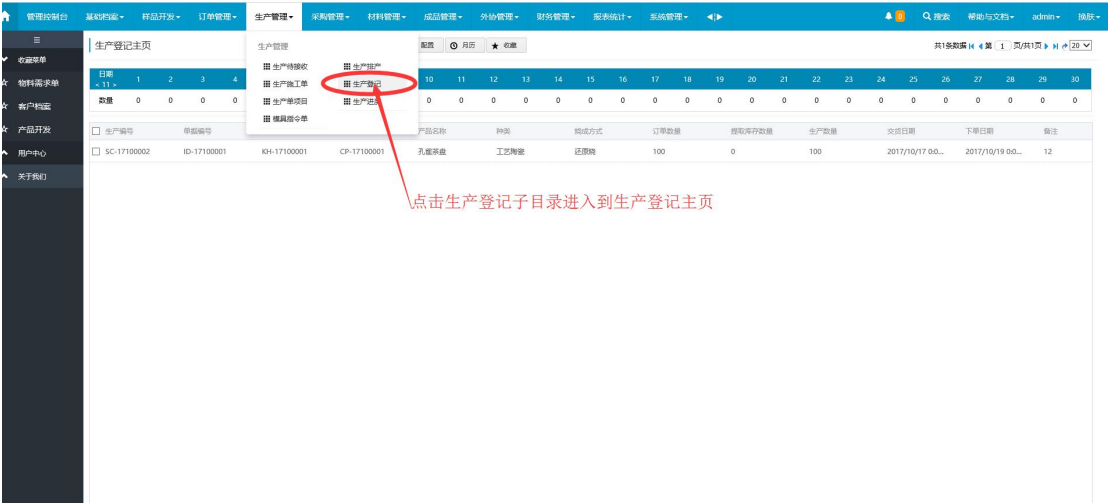 管理控制台 基础档案 样品开发 订单管理 生产管理 采购管理 材料管理 成品管理 外协管理 财务管理 报表统计 系统管理 0 搜索 帮助与文档 admin 换肤
生产登记主页 生产管理 配置 月历 收藏 共1条数据 第 1 页/共1页 20
收藏菜单
物料需求单
客户档案
产品开发
用户中心
关于我们
生产待接收 生产排产
生产施工单 生产登记
生产单项目 生产进度
模具指令单
日期 1 2 3 4 10 11 12 13 14 15 16 17 18 19 20 21 22 23 24 25 26 27 28 29 30
< 11 >
数量 0 0 0 0 0 0 0 0 0 0 0 0 0 0 0 0 0 0 0 0 0 0 0 0 0
生产编号 单据编号 产品名称 种类 烧成方式 订单数量 提取库存数量 生产数量 交货日期 下单日期 备注
SC-17100002 ID-17100001 KH-17100001 CP-17100001 孔雀茶盘 工艺陶瓷 还原烧 100 0 100 2017/10/17 0:0... 2017/10/19 0:0... 12
点击生产登记子目录进入到生产登记主页